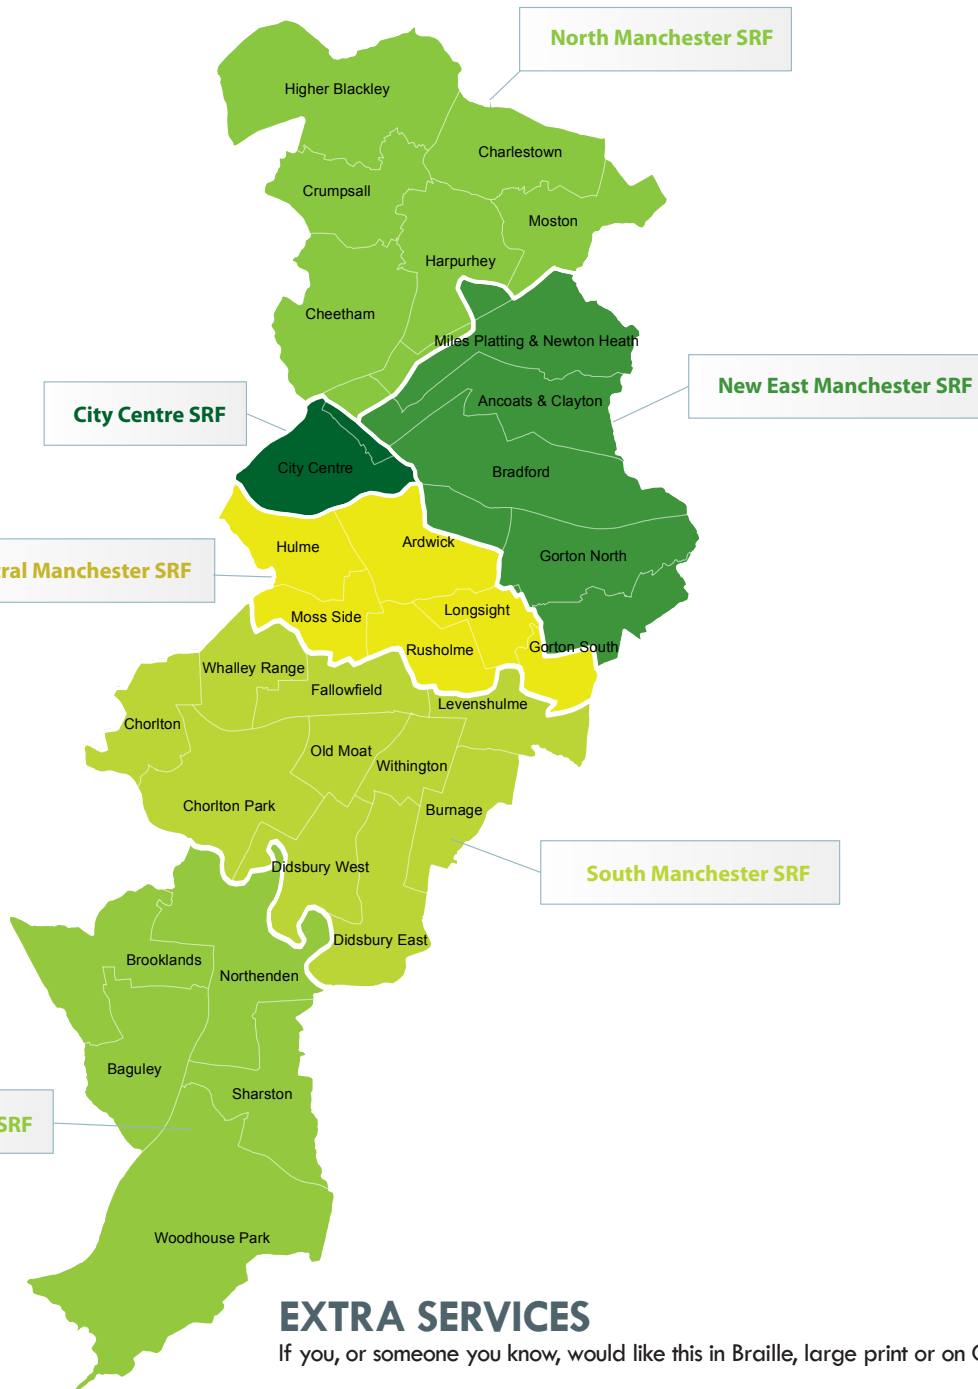 North Manchester SRF
Higher Blackley
Charlestown
Crumpsall
Moston
Harpurhey
Cheetham
Miles Platting & Newton Heath
New East Manchester SRF
Ancoats & Clayton
City Centre SRF
City Centre
Bradford
Hulme
Ardwick
Gorton North
tral Manchester SRF
Moss Side
Longsight
Rusholme
Gorton South
Whalley Range
Fallowfield
Levenshulme
Chorlton
Old Moat
Withington
Chorlton Park
Burnage
Didsbury West
South Manchester SRF
Didsbury East
Brooklands
Northenden
Baguley
Sharston
SRF
Woodhouse Park
EXTRA SERVICES
If you, or someone you know, would like this in Braille, large print or on